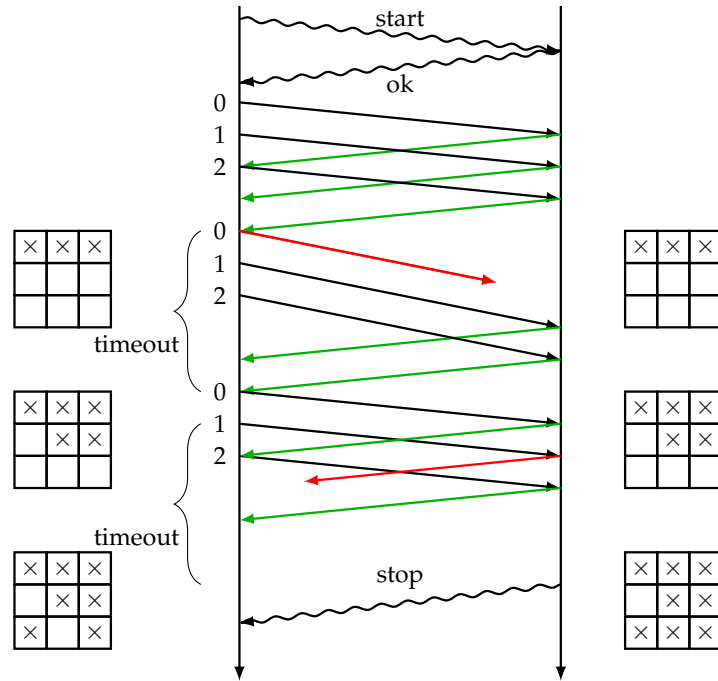 start
ok
0
1
2
0
× × ×
× × ×
1
2
timeout
0
× × ×
× × ×
1
× ×
× ×
2
timeout
× × ×
stop
× × ×
× ×
× ×
× ×
× × ×